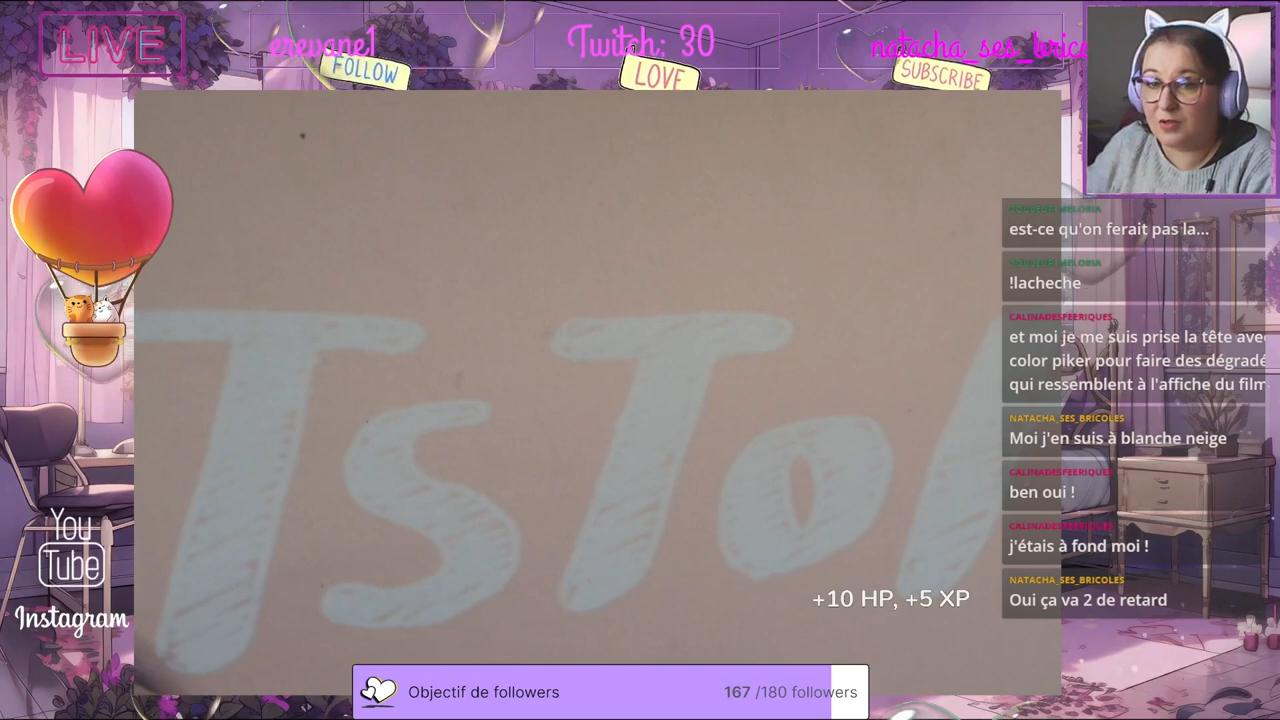 LIVE
erevane1
Twitch: 30
natacha_ses_brico
FOLLOW
LOVE
SUBSCRIBE
est-ce qu'on ferait pas la...
!lacheche
CALINADESFEERIQUES
et moi je me suis prise la tête ave
color piker pour faire des dégradé
qui ressemblent à l'affiche du film
NATACHA_SES_BRICOLES
Moi j'en suis à blanche neige
CALINADESFEERIQUES
ben oui !
CALINADESFEERIQUES
j'étais à fond moi !
NATACHA_SES_BRICOLES
Oui ça va 2 de retard
TsTo
+10 HP, +5 XP
You
Tube
Instagram
Objectif de followers
167 /180 followers